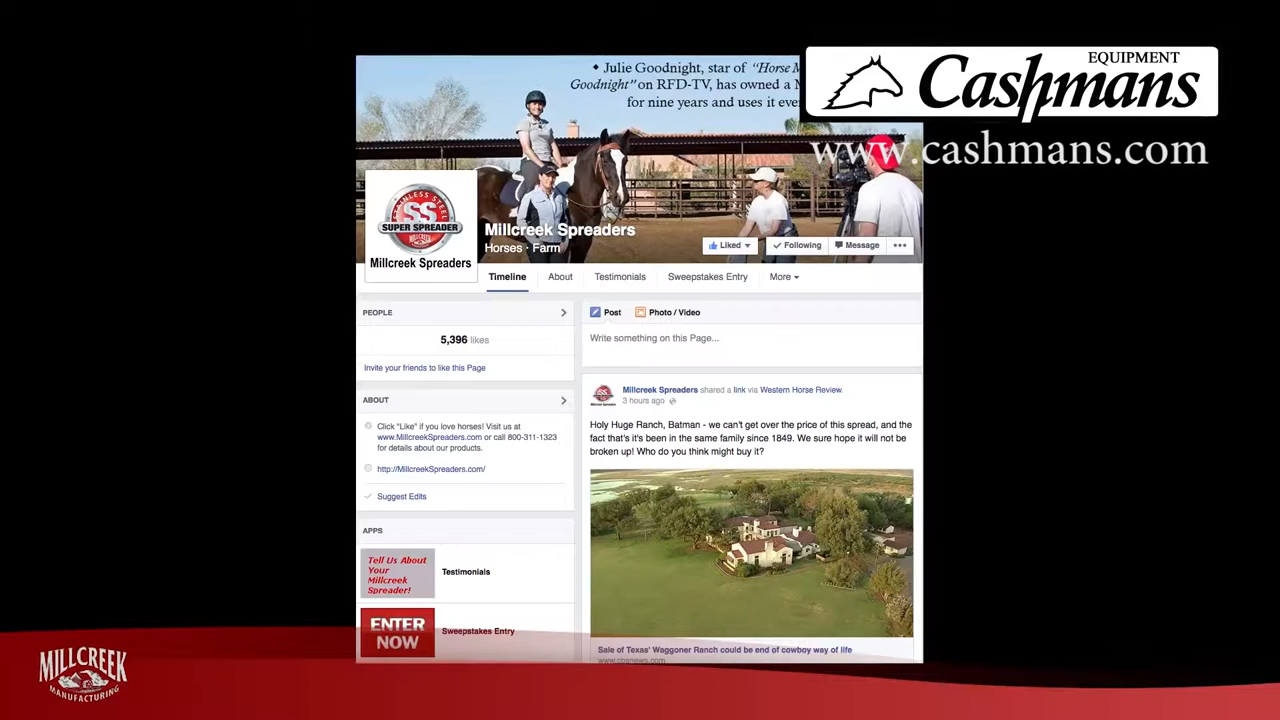 ◆ Julie Goodnight, star of "Horse M
Goodnight" on RFD-TV, has owned a M
for nine years and uses it ever
EQUIPMENT
Cashmans
www.cashmans.com
STAINLESS STEEL
SS
SUPER SPREADER
MILLCREEK
Millcreek Spreaders
Millcreek Spreaders
Horses · Farm
Liked
Following
Message
Timeline
About
Testimonials
Sweepstakes Entry
More
PEOPLE
5,396 likes
Invite your friends to like this Page
ABOUT
Click "Like" if you love horses! Visit us at
www.MillcreekSpreaders.com or call 800-311-1323
for details about our products.
http://MillcreekSpreaders.com/
Suggest Edits
APPS
Tell Us About
Your
Millcreek
Spreader!
Testimonials
ENTER
NOW
Sweepstakes Entry
Post
Photo / Video
Write something on this Page...
Millcreek Spreaders shared a link via Western Horse Review.
3 hours ago
Holy Huge Ranch, Batman - we can't get over the price of this spread, and the
fact that's it's been in the same family since 1849. We sure hope it will not be
broken up! Who do you think might buy it?
Sale of Texas' Waggoner Ranch could be end of cowboy way of life
www.cbsnews.com
MILLCREEK
MANUFACTURING